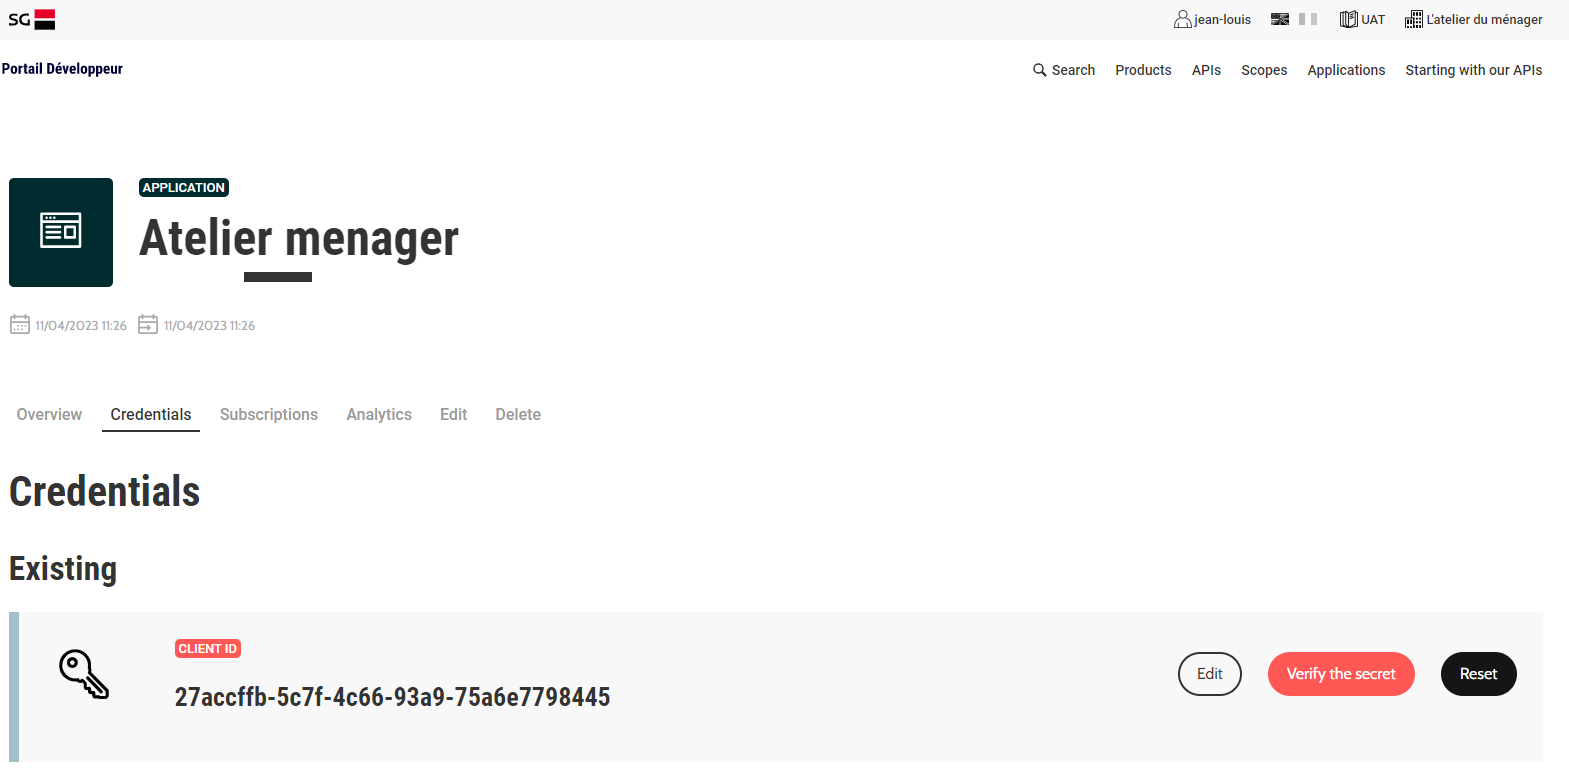 SG
jean-louis
UAT
L'atelier du ménager
Portail Développeur
Search Products APIs Scopes Applications Starting with our APIs
APPLICATION
Atelier menager
11/04/2023 11:26 11/04/2023 11:26
Overview Credentials Subscriptions Analytics Edit Delete
Credentials
Existing
CLIENT ID
27accffb-5c7f-4c66-93a9-75a6e7798445
Edit Verify the secret Reset